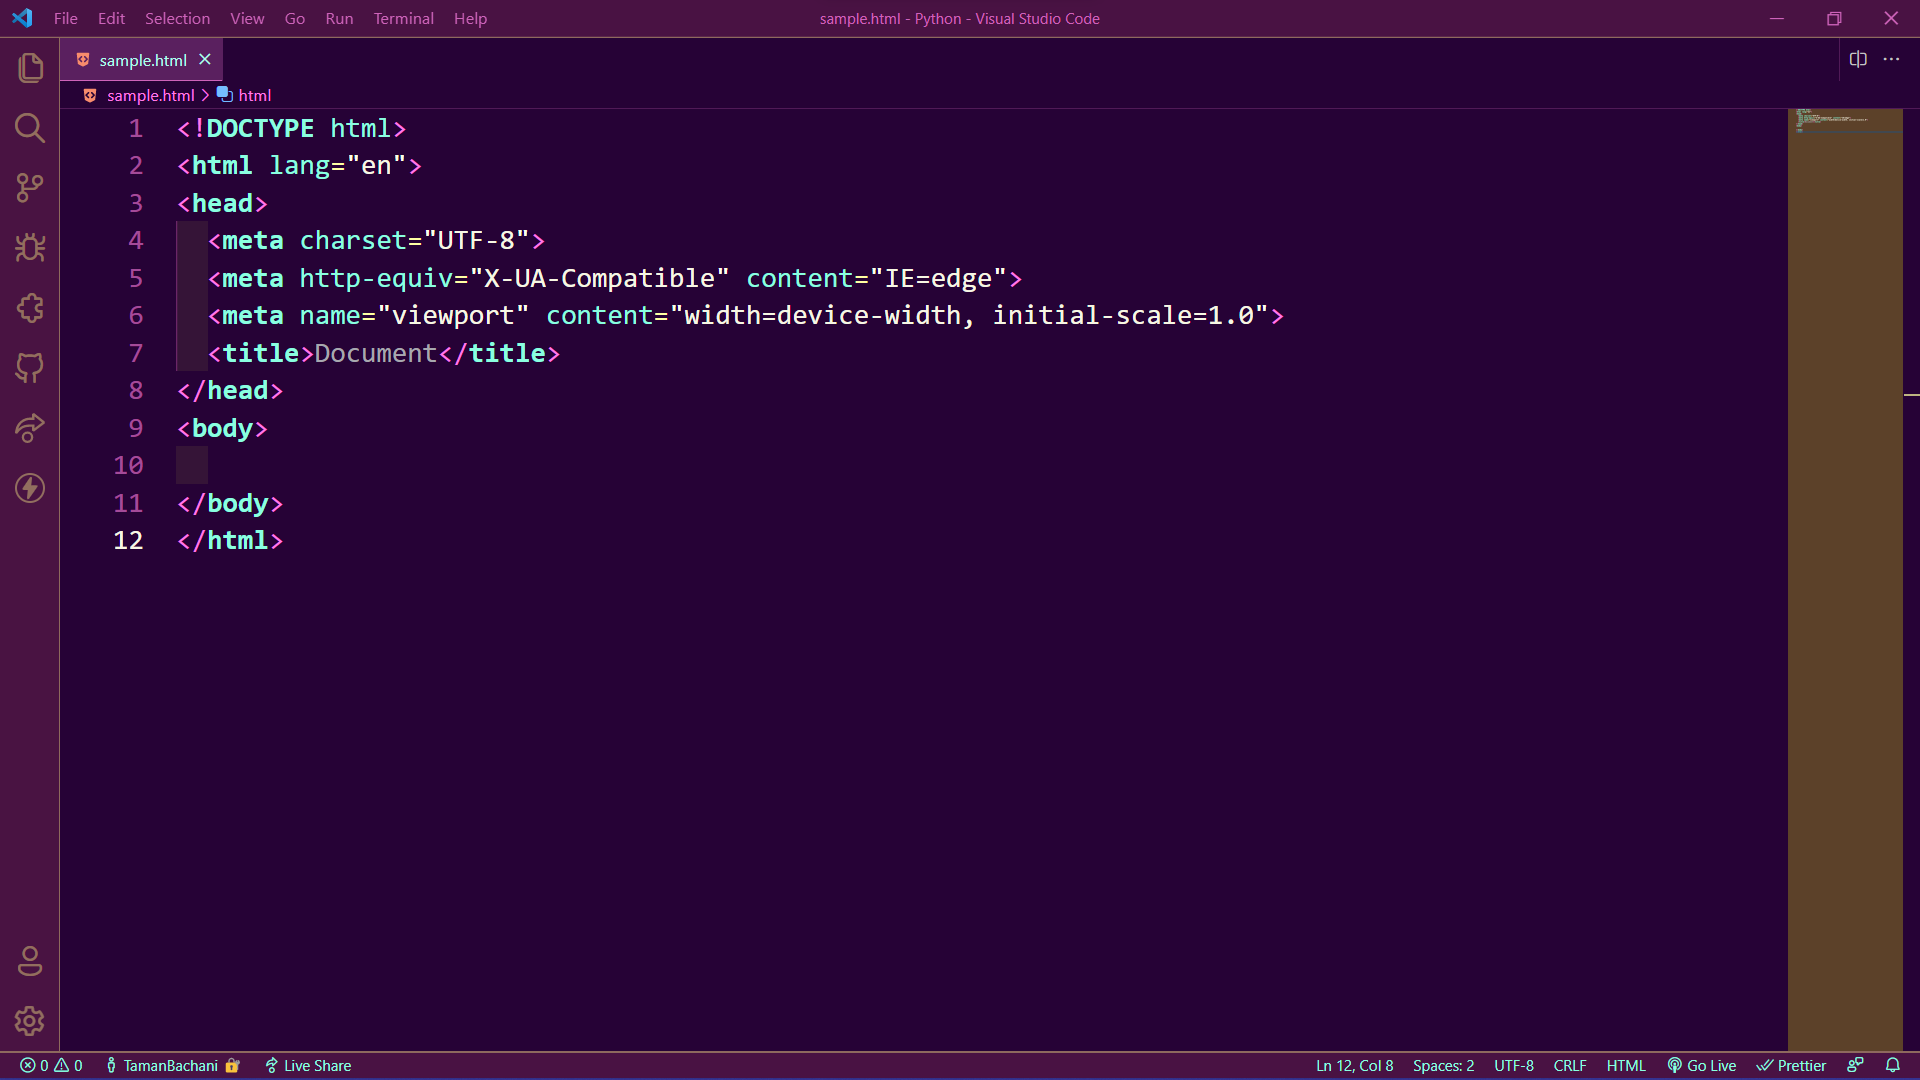 File Edit Selection View Go Run Terminal Help sample.html - Python - Visual Studio Code
sample.html
sample.html > html
1 <!DOCTYPE html>
2 <html lang="en">
3 <head>
4 <meta charset="UTF-8">
5 <meta http-equiv="X-UA-Compatible" content="IE=edge">
6 <meta name="viewport" content="width=device-width, initial-scale=1.0">
7 <title>Document</title>
8 </head>
9 <body>
10
11 </body>
12 </html>
0 0 TamanBachani Live Share Ln 12, Col 8 Spaces: 2 UTF-8 CRLF HTML Go Live Prettier